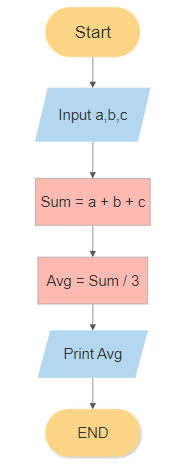 Start
Input a,b,c
Sum = a + b + c
Avg = Sum / 3
Print Avg
END